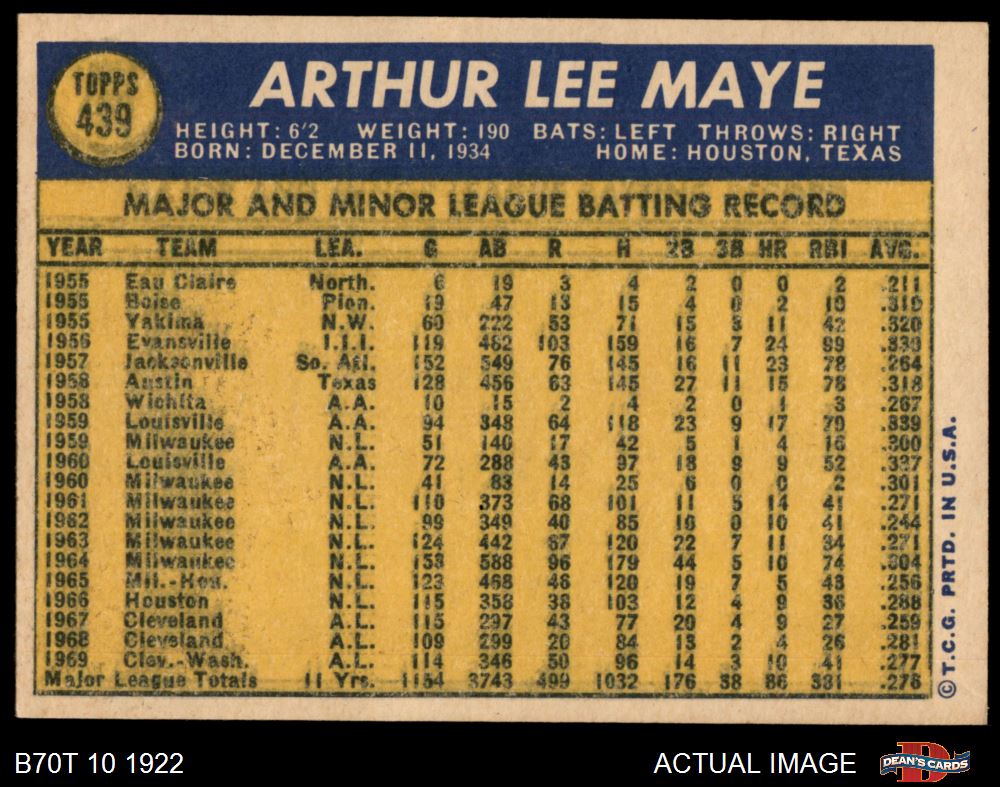 TOPPS
439
ARTHUR LEE MAYE
HEIGHT: 6'2 WEIGHT: 190 BATS: LEFT THROWS: RIGHT
BORN: DECEMBER 11, 1934 HOME: HOUSTON, TEXAS
MAJOR AND MINOR LEAGUE BATTING RECORD
YEAR TEAM LEA. G AB R H 2B 3B HR RBI AVG.
1955 Eau Claire North. 6 19 3 4 2 0 0 2 .211
1955 Boise Pion. 19 47 13 15 4 0 2 10 .319
1955 Yakima N.W. 60 222 53 71 15 3 11 42 .320
1956 Evansville I.I.I. 119 482 103 159 16 7 24 99 .330
1957 Jacksonville So. Atl. 152 549 76 145 16 11 23 78 .264
1958 Austin Texas 128 456 63 145 27 11 15 78 .318
1958 Wichita A.A. 10 15 2 4 2 0 1 3 .267
1959 Louisville A.A. 94 348 64 118 23 9 17 79 .339
1959 Milwaukee N.L. 51 140 17 42 5 1 4 16 .300
1960 Louisville A.A. 72 288 43 97 18 9 9 52 .337
1960 Milwaukee N.L. 41 83 14 25 6 0 0 2 .301
1961 Milwaukee N.L. 110 373 68 101 11 5 14 41 .271
1962 Milwaukee N.L. 99 349 40 85 10 0 10 41 .244
1963 Milwaukee N.L. 124 442 67 120 22 7 11 34 .271
1964 Milwaukee N.L. 153 588 96 179 44 5 10 74 .304
1965 Mil.-Hou. N.L. 123 468 46 120 19 7 5 43 .256
1966 Houston N.L. 115 358 38 103 12 4 9 36 .288
1967 Cleveland A.L. 115 297 43 77 20 4 9 27 .259
1968 Cleveland A.L. 109 299 20 84 13 2 4 26 .281
1969 Clev.-Wash. A.L. 114 346 50 96 14 3 10 41 .277
Major League Totals 11 Yrs. 1154 3743 499 1032 176 38 86 381 .276
©T.C.G. PRTD. IN U.S.A.
B70T 10 1922 ACTUAL IMAGE DEAN'S CARDS